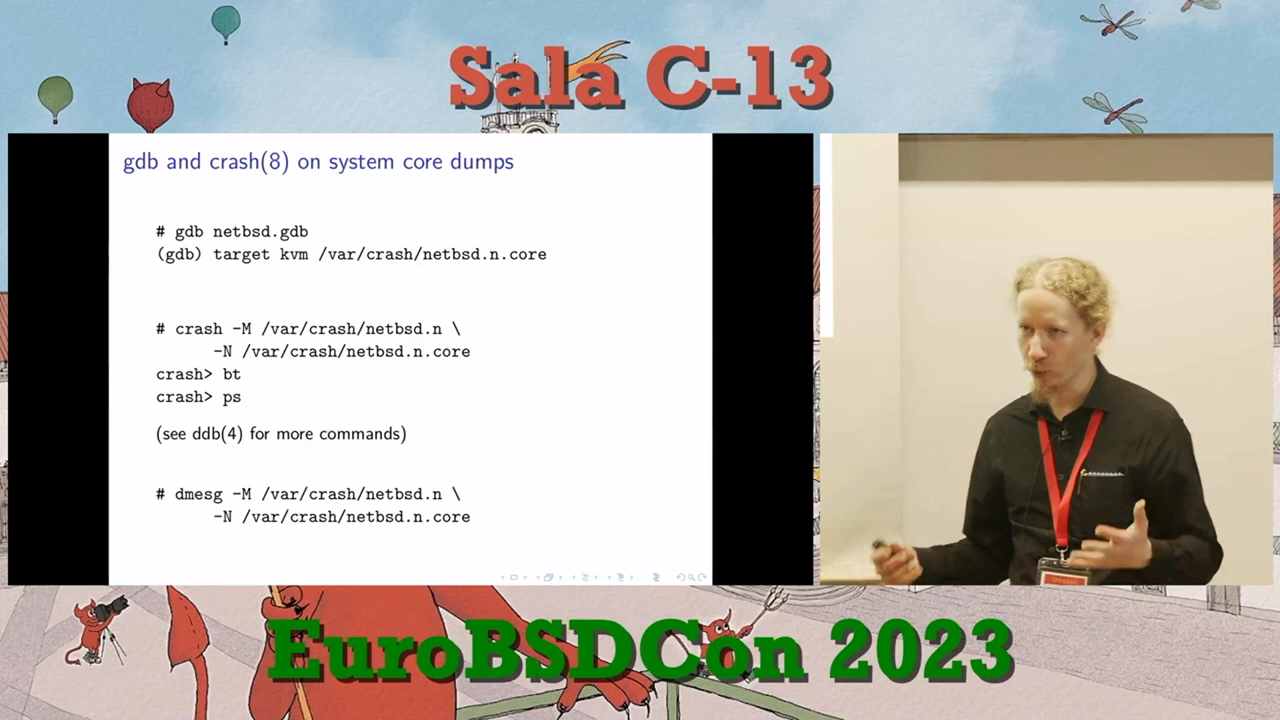 Sala C-13
gdb and crash(8) on system core dumps
# gdb netbsd.gdb
(gdb) target kvm /var/crash/netbsd.n.core
# crash -M /var/crash/netbsd.n \
-N /var/crash/netbsd.n.core
crash> bt
crash> ps
(see ddb(4) for more commands)
# dmesg -M /var/crash/netbsd.n \
-N /var/crash/netbsd.n.core
EuroBSDCon 2023